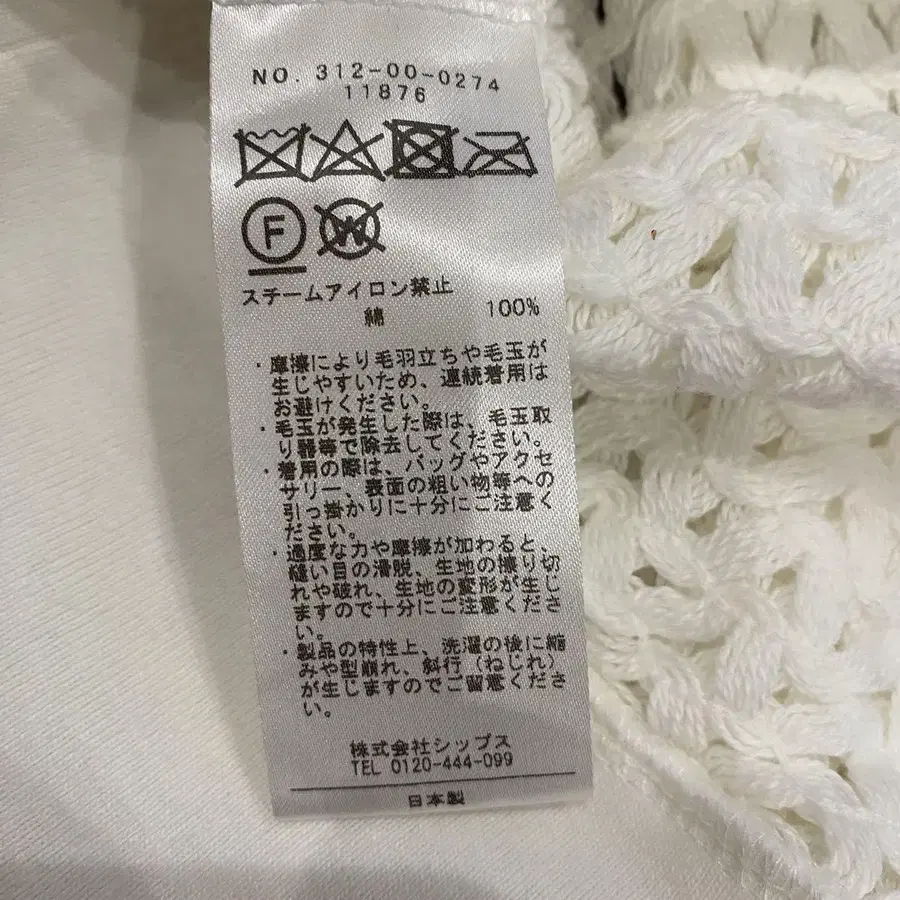 NO. 312-00-0274
11876
F
W
スチームアイロン禁止
綿 100%
・摩擦により毛羽立ちや毛玉が
生じやすいため、連続着用は
お避けください。
・毛玉が発生した際は、毛玉取
り器等で除去してください。
・着用の際は、バッグやアクセ
サリー、表面の粗い物等への
引っ掛かりに十分にご注意く
ださい。
・過度な力や摩擦が加わると、
縫い目の滑脱、生地の擦り切
れや破れ、生地の変形が生じ
ますので十分にご注意くださ
い。
・製品の特性上、洗濯の後に縮
みや型崩れ、斜行（ねじれ）
が生じますのでご留意くださ
い。
株式会社シップス
TEL 0120-444-099
日本製